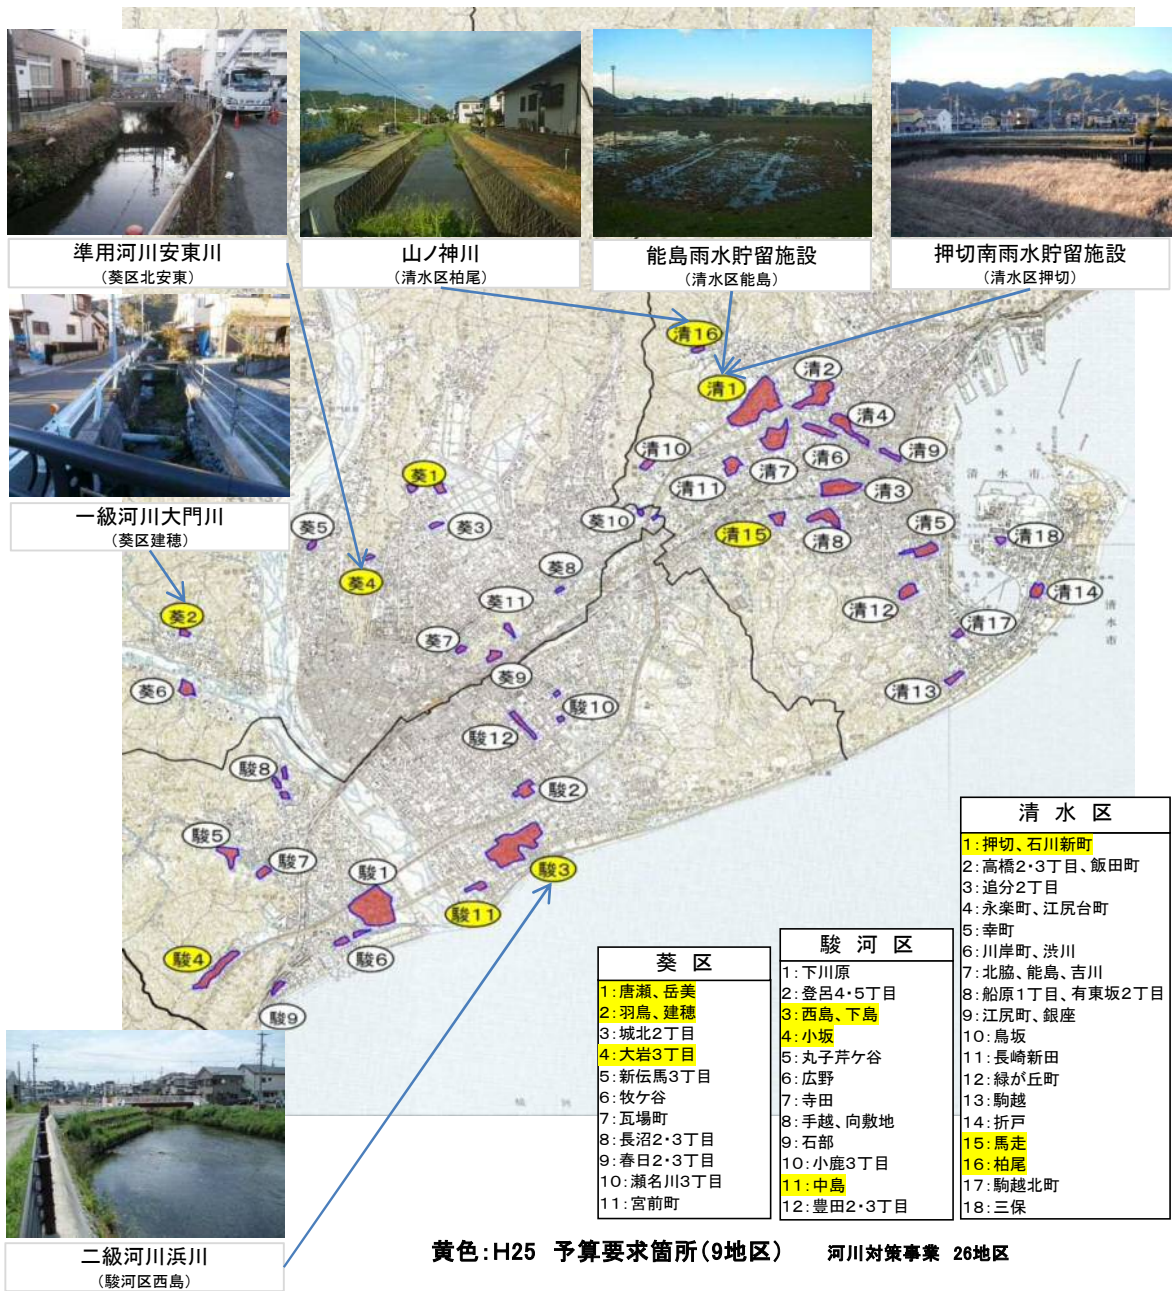 準用河川安東川
(葵区北安東)
山ノ神川
(清水区柏尾)
能島雨水貯留施設
(清水区能島)
押切南雨水貯留施設
(清水区押切)
一級河川大門川
(葵区建穂)
二級河川浜川
(駿河区西島)
清16
清1
清2
清4
清10
清7
清6
清9
清11
清3
葵1
葵5
葵3
葵10
清15
清8
清5
清18
葵4
葵8
葵2
葵11
清12
清14
清17
葵7
葵6
葵9
清13
駿10
駿12
駿8
駿2
駿5
駿7
駿1
駿3
駿11
駿4
駿6
駿9
清水市
清水市
葵区
1:唐瀬、岳美
2:羽鳥、建穂
3:城北2丁目
4:大岩3丁目
5:新伝馬3丁目
6:牧ケ谷
7:瓦場町
8:長沼2・3丁目
9:春日2・3丁目
10:瀬名川3丁目
11:宮前町
駿河区
1:下川原
2:登呂4・5丁目
3:西島、下島
4:小坂
5:丸子芹ケ谷
6:広野
7:寺田
8:手越、向敷地
9:石部
10:小鹿3丁目
11:中島
12:豊田2・3丁目
清水区
1:押切、石川新町
2:高橋2・3丁目、飯田町
3:追分2丁目
4:永楽町、江尻台町
5:幸町
6:川岸町、渋川
7:北脇、能島、吉川
8:船原1丁目、有東坂2丁目
9:江尻町、銀座
10:鳥坂
11:長崎新田
12:緑が丘町
13:駒越
14:折戸
15:馬走
16:柏尾
17:駒越北町
18:三保
黄色:H25 予算要求箇所(9地区) 河川対策事業 26地区